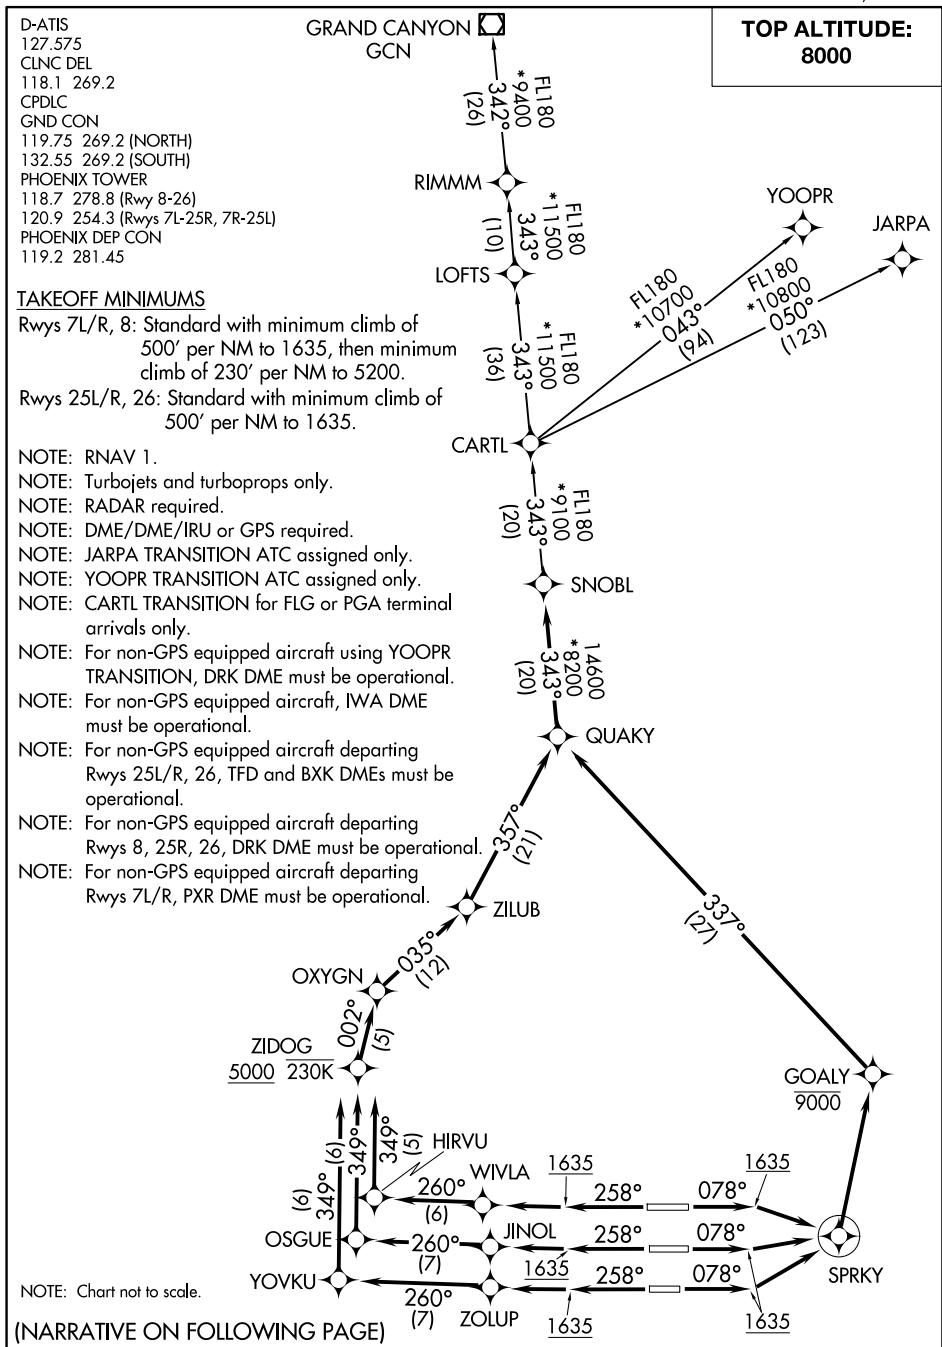 D-ATIS
127.575
CLNC DEL
118.1 269.2
CPDLC
GND CON
119.75 269.2 (NORTH)
132.55 269.2 (SOUTH)
PHOENIX TOWER
118.7 278.8 (Rwy 8-26)
120.9 254.3 (Rwys 7L-25R, 7R-25L)
PHOENIX DEP CON
119.2 281.45
TOP ALTITUDE:
8000
TAKEOFF MINIMUMS
Rwys 7L/R, 8: Standard with minimum climb of
500′ per NM to 1635, then minimum
climb of 230′ per NM to 5200.
Rwys 25L/R, 26: Standard with minimum climb of
500′ per NM to 1635.
NOTE: RNAV 1.
NOTE: Turbojets and turboprops only.
NOTE: RADAR required.
NOTE: DME/DME/IRU or GPS required.
NOTE: JARPA TRANSITION ATC assigned only.
NOTE: YOOPR TRANSITION ATC assigned only.
NOTE: CARTL TRANSITION for FLG or PGA terminal
arrivals only.
NOTE: For non-GPS equipped aircraft using YOOPR
TRANSITION, DRK DME must be operational.
NOTE: For non-GPS equipped aircraft, IWA DME
must be operational.
NOTE: For non-GPS equipped aircraft departing
Rwys 25L/R, 26, TFD and BXK DMEs must be
operational.
NOTE: For non-GPS equipped aircraft departing
Rwys 8, 25R, 26, DRK DME must be operational.
NOTE: For non-GPS equipped aircraft departing
Rwys 7L/R, PXR DME must be operational.
GRAND CANYON
GCN
FL180
*9400
342°
(26)
RIMMM
FL180
*11500
343°
(10)
LOFTS
FL180
*11500
343°
(36)
YOOPR
JARPA
FL180
*10700
043°
(94)
FL180
*10800
050°
(123)
CARTL
FL180
*9100
343°
(20)
SNOBL
14600
*8200
343°
(20)
QUAKY
357°
(21)
337°
(27)
ZILUB
035°
(12)
OXYGN
002°
(5)
ZIDOG
5000 230K
GOALY
9000
349°
(6)
349°
(6)
349°
(5)
HIRVU
WIVLA
260°
(6)
1635
258°
078°
1635
OSGUE
260°
(7)
JINOL
1635
258°
078°
SPRKY
YOVKU
260°
(7)
ZOLUP
1635
258°
078°
1635
NOTE: Chart not to scale.
(NARRATIVE ON FOLLOWING PAGE)